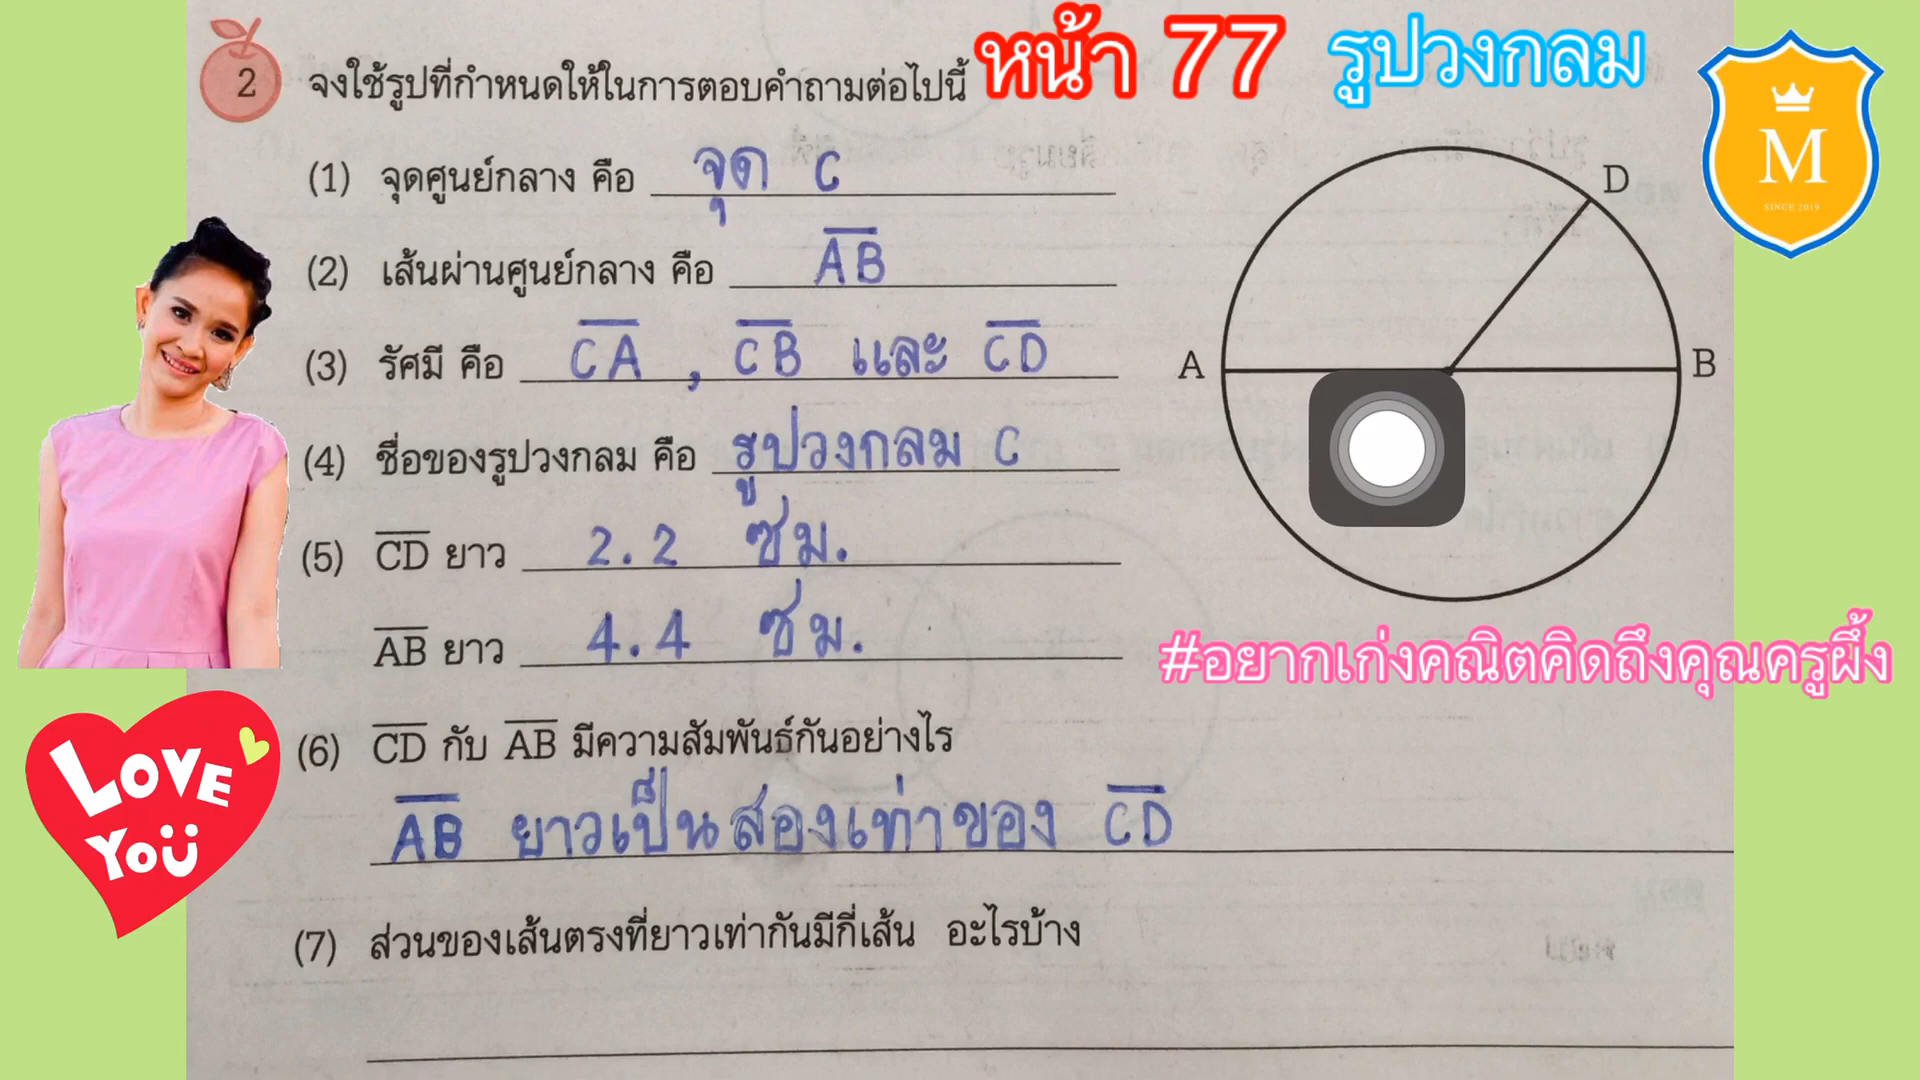 หน้า 77 รูปวงกลม
2 จงใช้รูปที่กำหนดให้ในการตอบคำถามต่อไปนี้
(1) จุดศูนย์กลาง คือ จุด C
(2) เส้นผ่านศูนย์กลาง คือ A̅B̅
(3) รัศมี คือ C̅A̅ , C̅B̅ และ C̅D̅
(4) ชื่อของรูปวงกลม คือ รูปวงกลม C
(5) C̅D̅ ยาว 2.2 ซม.
A̅B̅ ยาว 4.4 ซม.
(6) C̅D̅ กับ A̅B̅ มีความสัมพันธ์กันอย่างไร
A̅B̅ ยาวเป็นสองเท่าของ C̅D̅
(7) ส่วนของเส้นตรงที่ยาวเท่ากันมีกี่เส้น อะไรบ้าง
D
A
B
M
SINCE 2019
#อยากเก่งคณิตคิดถึงคุณครูผึ้ง
LOVE
YOU